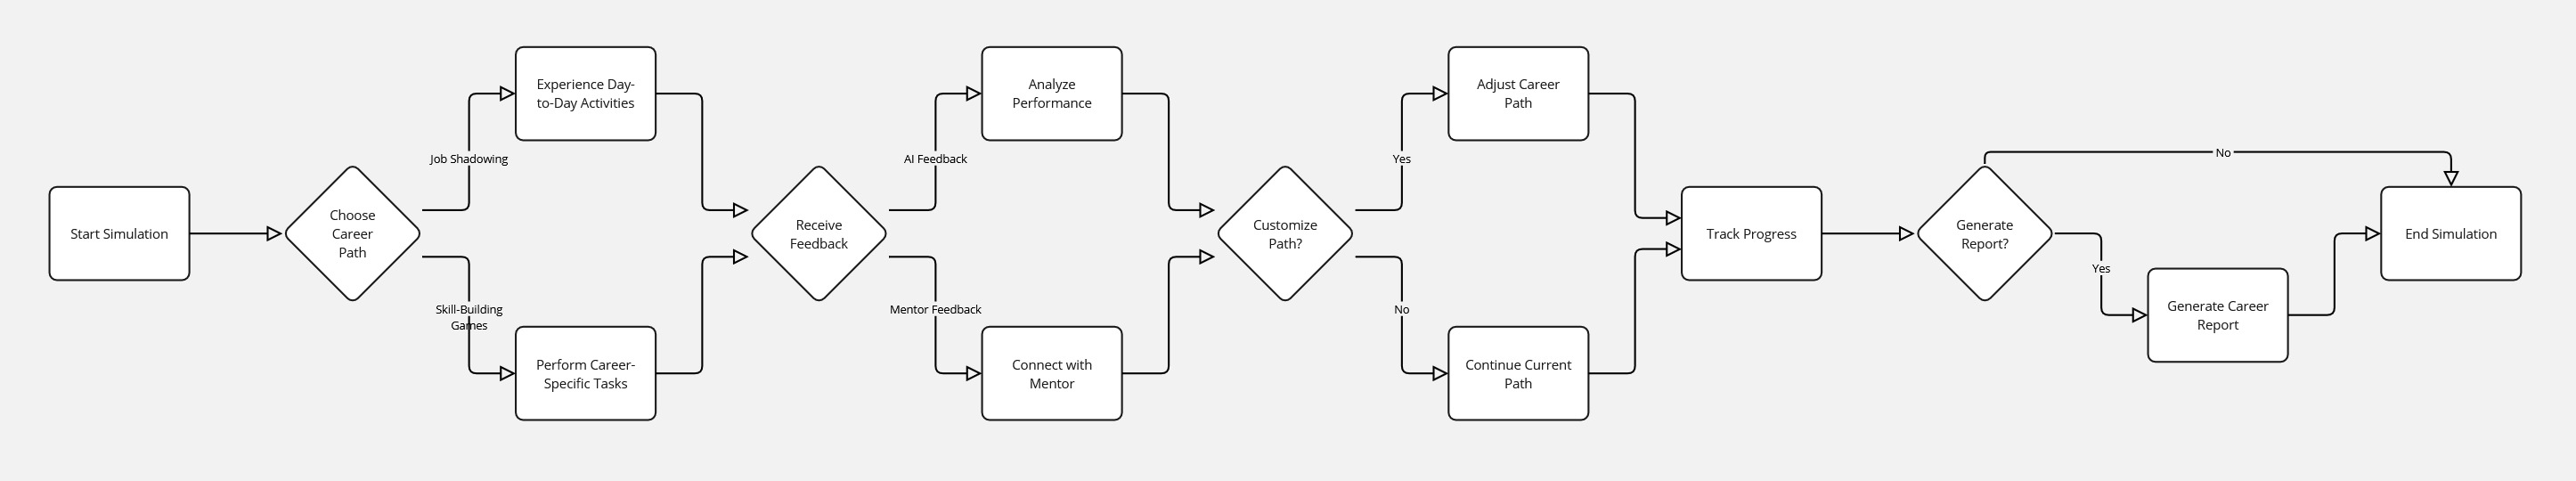 Start Simulation
Choose
Career
Path
Job Shadowing
Skill-Building
Games
Experience Day-
to-Day Activities
Perform Career-
Specific Tasks
Receive
Feedback
AI Feedback
Mentor Feedback
Analyze
Performance
Connect with
Mentor
Customize
Path?
Yes
No
Adjust Career
Path
Continue Current
Path
Track Progress
Generate
Report?
No
Yes
Generate Career
Report
End Simulation